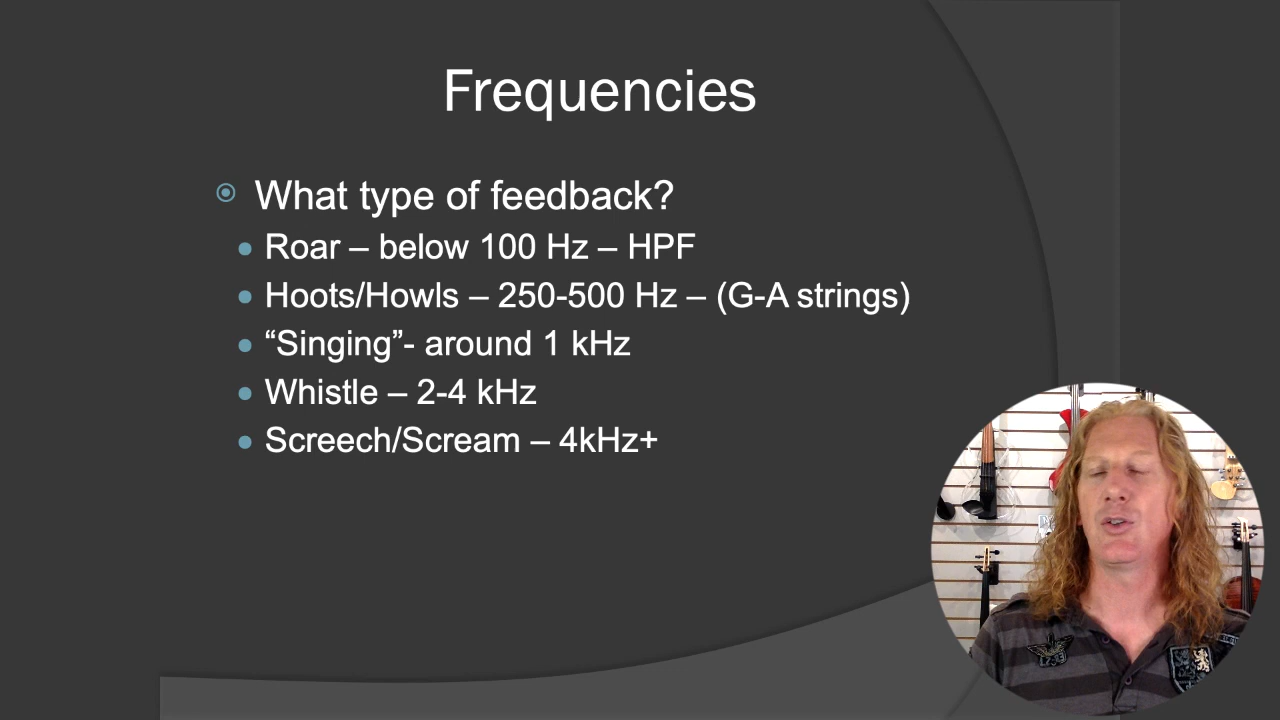 Frequencies
What type of feedback?
Roar – below 100 Hz – HPF
Hoots/Howls – 250-500 Hz – (G-A strings)
“Singing”- around 1 kHz
Whistle – 2-4 kHz
Screech/Scream – 4kHz+